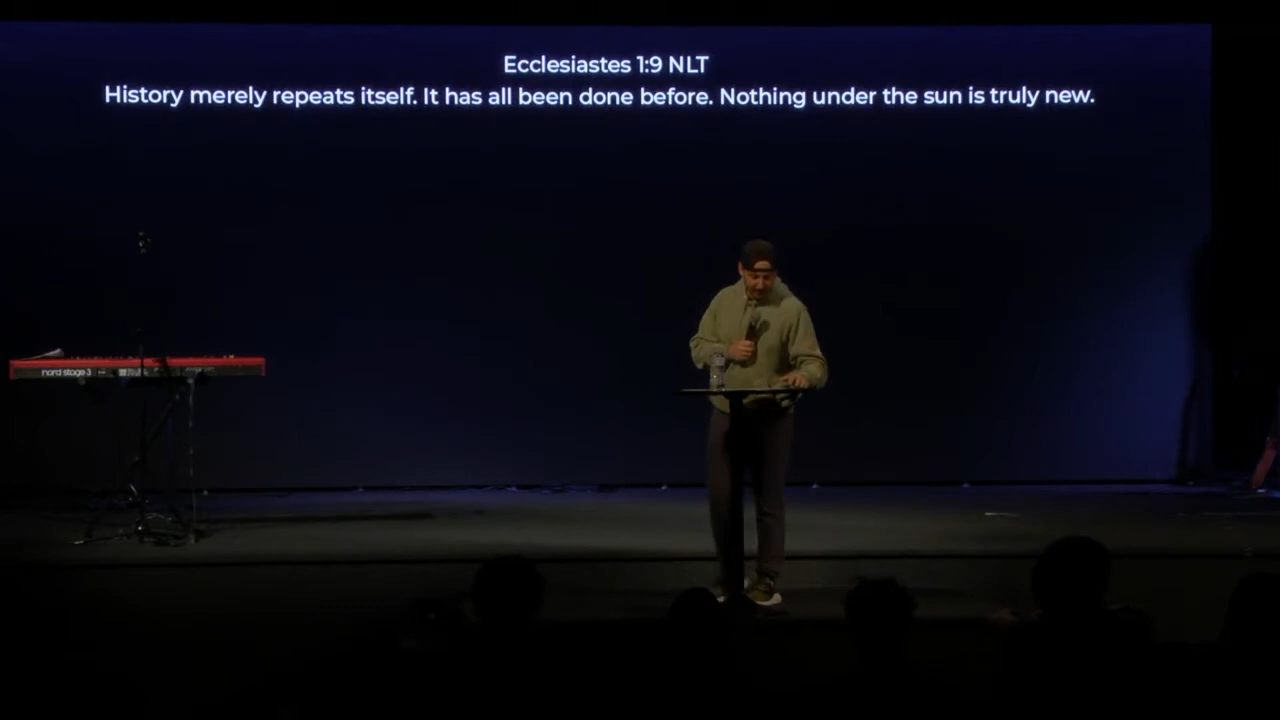 Ecclesiastes 1:9 NLT
History merely repeats itself. It has all been done before. Nothing under the sun is truly new.
nord stage 3